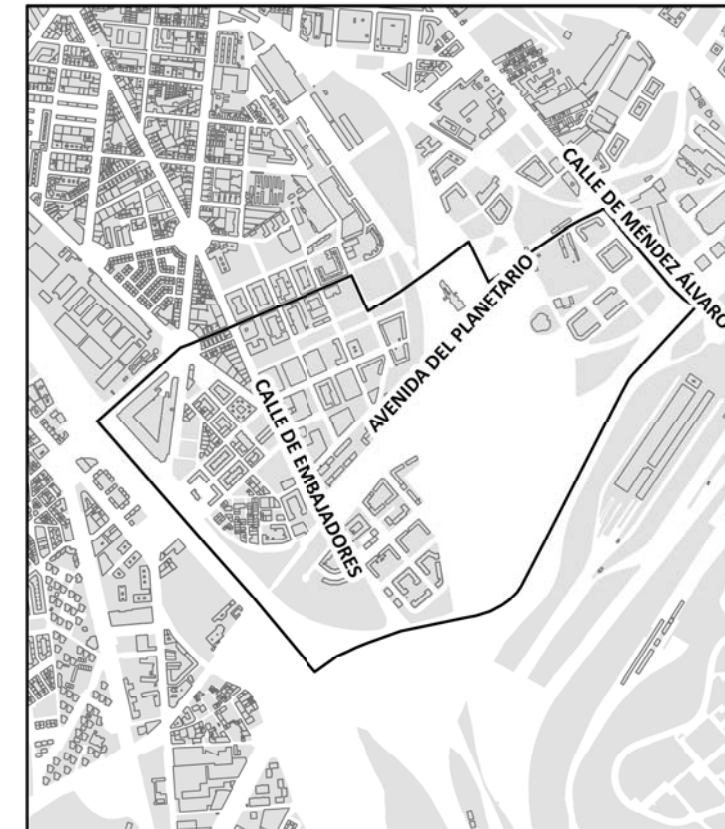 CALLE DE MÉNDEZ ÁLVARO
AVENIDA DEL PLANETARIO
CALLE DE EMBAJADORES